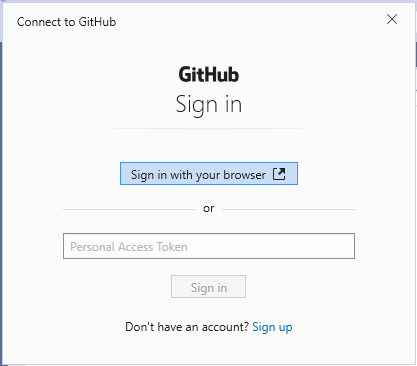 Connect to GitHub
GitHub
Sign in
Sign in with your browser
or
Personal Access Token
Sign in
Don't have an account? Sign up